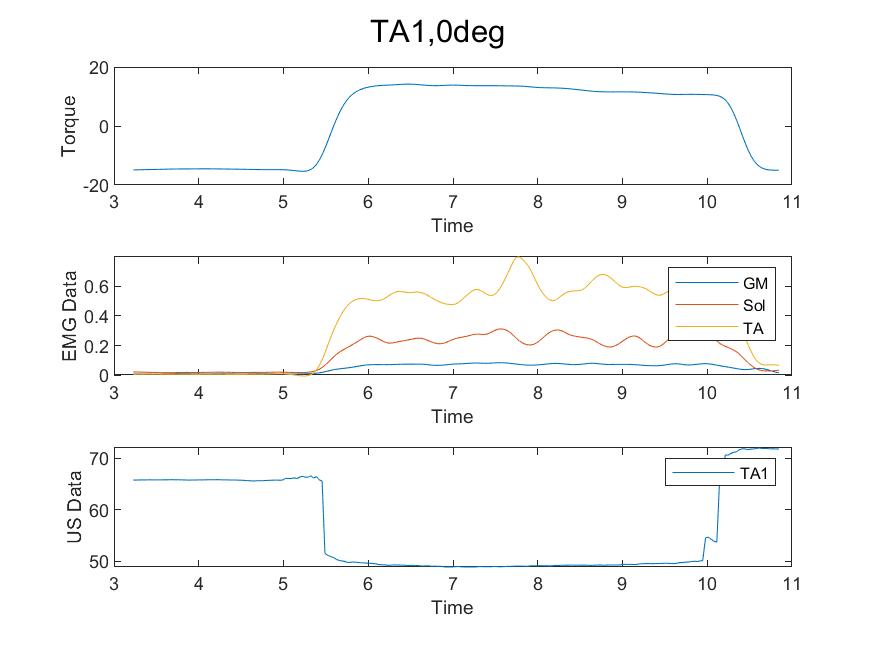 TA1,0deg
20
0
-20
Torque
3 4 5 6 7 8 9 10 11
Time
0.6
0.4
0.2
0
EMG Data
GM
Sol
TA
3 4 5 6 7 8 9 10 11
Time
70
60
50
US Data
TA1
3 4 5 6 7 8 9 10 11
Time